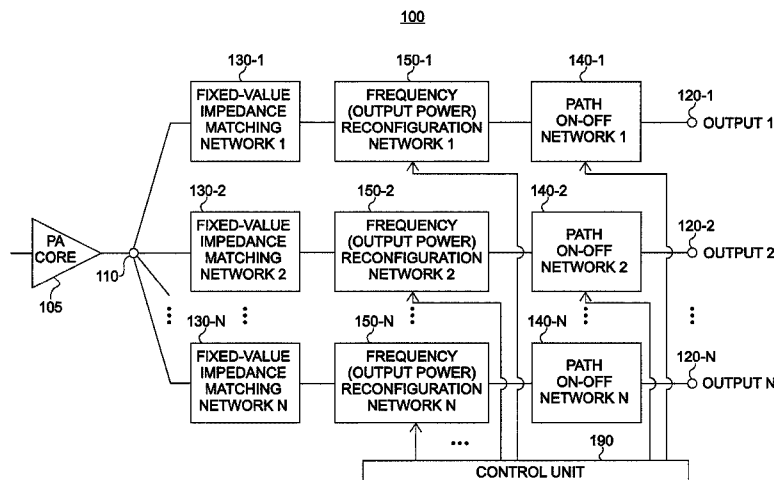 100
130-1
150-1
140-1
120-1
FIXED-VALUE
IMPEDANCE
MATCHING
NETWORK 1
FREQUENCY
(OUTPUT POWER)
RECONFIGURATION
NETWORK 1
PATH
ON-OFF
NETWORK 1
OUTPUT 1
130-2
150-2
140-2
120-2
PA
CORE
105
110
FIXED-VALUE
IMPEDANCE
MATCHING
NETWORK 2
FREQUENCY
(OUTPUT POWER)
RECONFIGURATION
NETWORK 2
PATH
ON-OFF
NETWORK 2
OUTPUT 2
130-N
150-N
140-N
120-N
FIXED-VALUE
IMPEDANCE
MATCHING
NETWORK N
FREQUENCY
(OUTPUT POWER)
RECONFIGURATION
NETWORK N
PATH
ON-OFF
NETWORK N
OUTPUT N
190
CONTROL UNIT